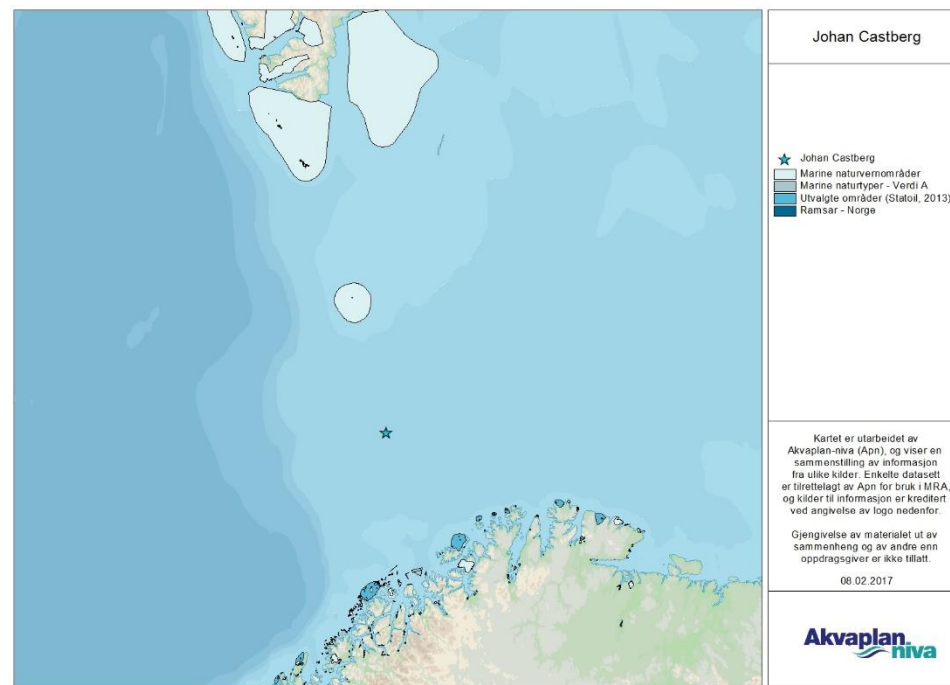 Johan Castberg
Johan Castberg
Marine naturvernområder
Marine naturtyper - Verdi A
Utvalgte områder (Statoil, 2013)
Ramsar - Norge
Kartet er utarbeidet av
Akvaplan-niva (Apn), og viser en
sammenstilling av informasjon
fra ulike kilder. Enkelte datasett
er tilrettelagt av Apn for bruk i MRA,
og kilder til informasjon er kreditert
ved angivelse av logo nedenfor.
Gjengivelse av materialet ut av
sammenheng og av andre enn
oppdragsgiver er ikke tillatt.
08.02.2017
Akvaplan
niva